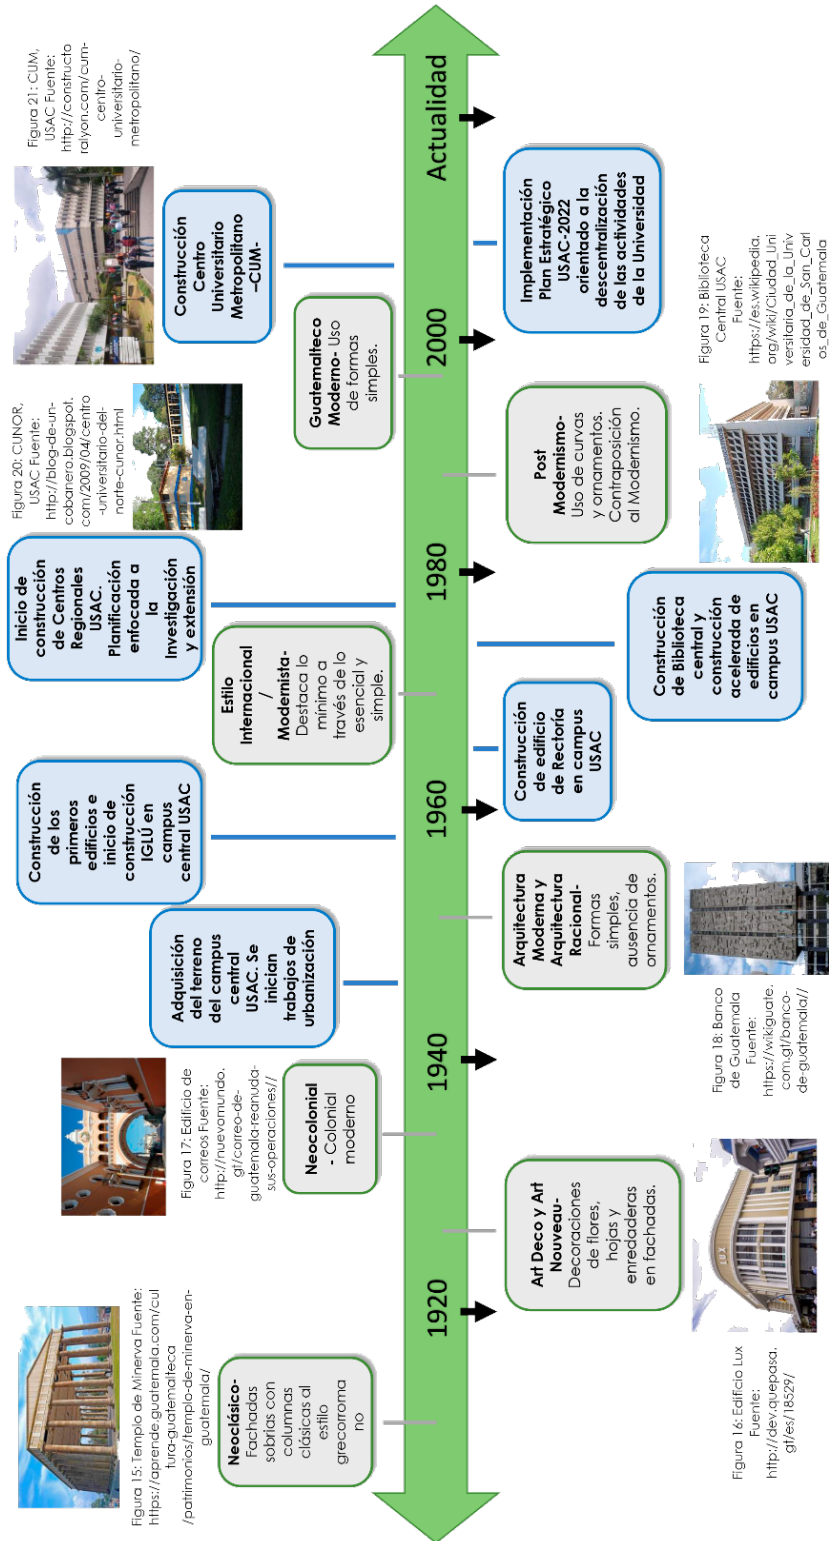 Figura 15: Templo de Minerva Fuente:
https://aprende.guatemala.com/cul
tura-guatemalteca
/patrimonios/templo-de-minerva-en-
guatemala/
Neoclásico-
Fachadas
sobrias con
columnas
clásicas al
estilo
grecorroma
no
Figura 17: Edificio de
correos Fuente:
http://nuevomundo.
gt/correo-de-
guatemala-reanuda-
sus-operaciones//
Neocolonial
- Colonial
moderno
Adquisición
del terreno
del campus
central
USAC. Se
inician
trabajos de
urbanización
Construcción
de los
primeros
edificios e
inicio de
construcción
IGLÚ en
campus
central USAC
Estilo
Internacional
/
Modernista-
Destaca lo
mínimo a
través de lo
esencial y
simple.
Inicio de
construcción
de Centros
Regionales
USAC.
Planificación
enfocada a
la
Investigación
y extensión
Figura 20: CUNOR,
USAC Fuente:
http://blog-de-un-
cobanero.blogspot.
com/2009/04/centro
-universitario-del-
norte-cunor.html
Guatemalteco
Moderno- Uso
de formas
simples.
Construcción
Centro
Universitario
Metropolitano
–CUM-
Figura 21: CUM,
USAC Fuente:
http://constructo
ralyon.com/cum-
centro-
universitario-
metropolitano/
1920
1940
1960
1980
2000
Actualidad
Figura 16: Edificio Lux
Fuente:
http://dev.quepasa.
gt/es/18529/
LUX
Art Deco y Art
Nouveau-
Decoraciones
de flores,
hojas y
enredaderas
en fachadas.
Figura 18: Banco
de Guatemala
Fuente:
https://wikiguate.
com.gt/banco-
de-guatemala//
Arquitectura
Moderna y
Arquitectura
Racional-
Formas
simples,
ausencia de
ornamentos.
Construcción
de edificio
de Rectoría
en campus
USAC
Construcción
de Biblioteca
central y
construcción
acelerada de
edificios en
campus USAC
Post
Modernismo-
Uso de curvas
y ornamentos.
Contraposición
al Modernismo.
Figura 19: Biblioteca
Central USAC
Fuente:
https://es.wikipedia.
org/wiki/Ciudad_Uni
versitaria_de_la_Univ
ersidad_de_San_Carl
os_de_Guatemala
Implementación
Plan Estratégico
USAC-2022
orientado a la
descentralización
de las actividades
de la Universidad